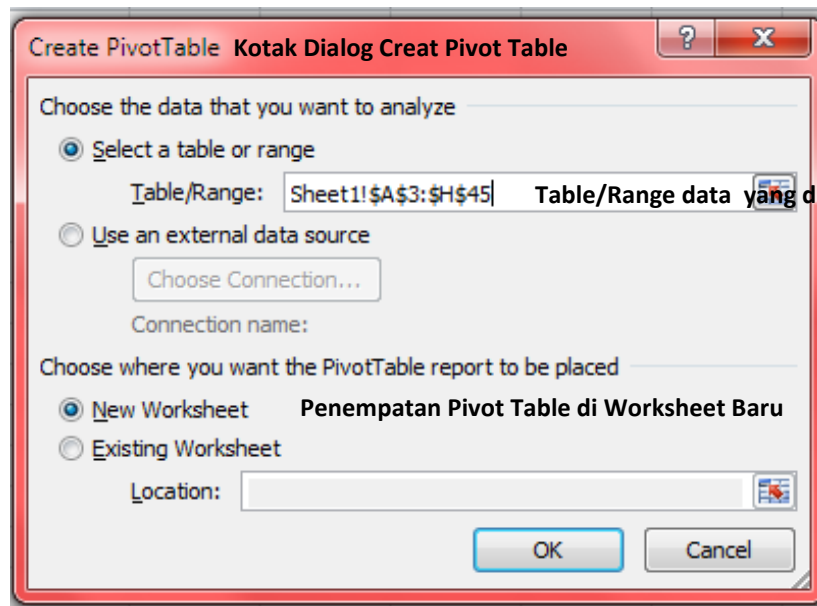 Create PivotTable Kotak Dialog Creat Pivot Table
Choose the data that you want to analyze
Select a table or range
Table/Range: Sheet1!$A$3:$H$45 Table/Range data yang d
Use an external data source
Choose Connection...
Connection name:
Choose where you want the PivotTable report to be placed
New Worksheet Penempatan Pivot Table di Worksheet Baru
Existing Worksheet
Location:
OK Cancel